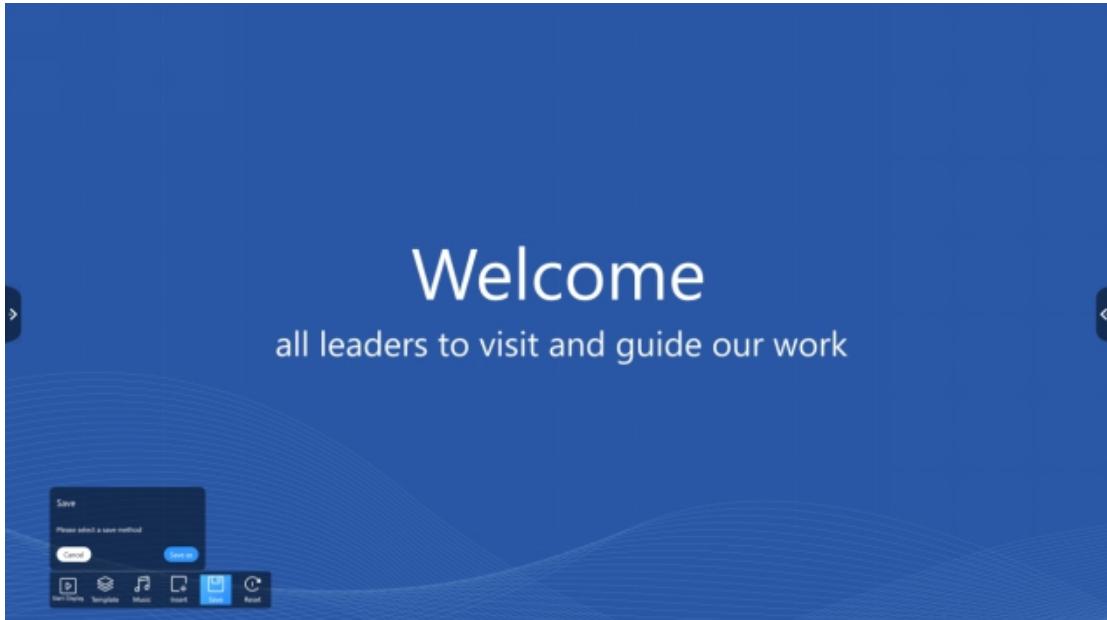 Welcome
all leaders to visit and guide our work
Save
Please select a save method
Cancel Save as
Start Display Template Music Insert Save Reset